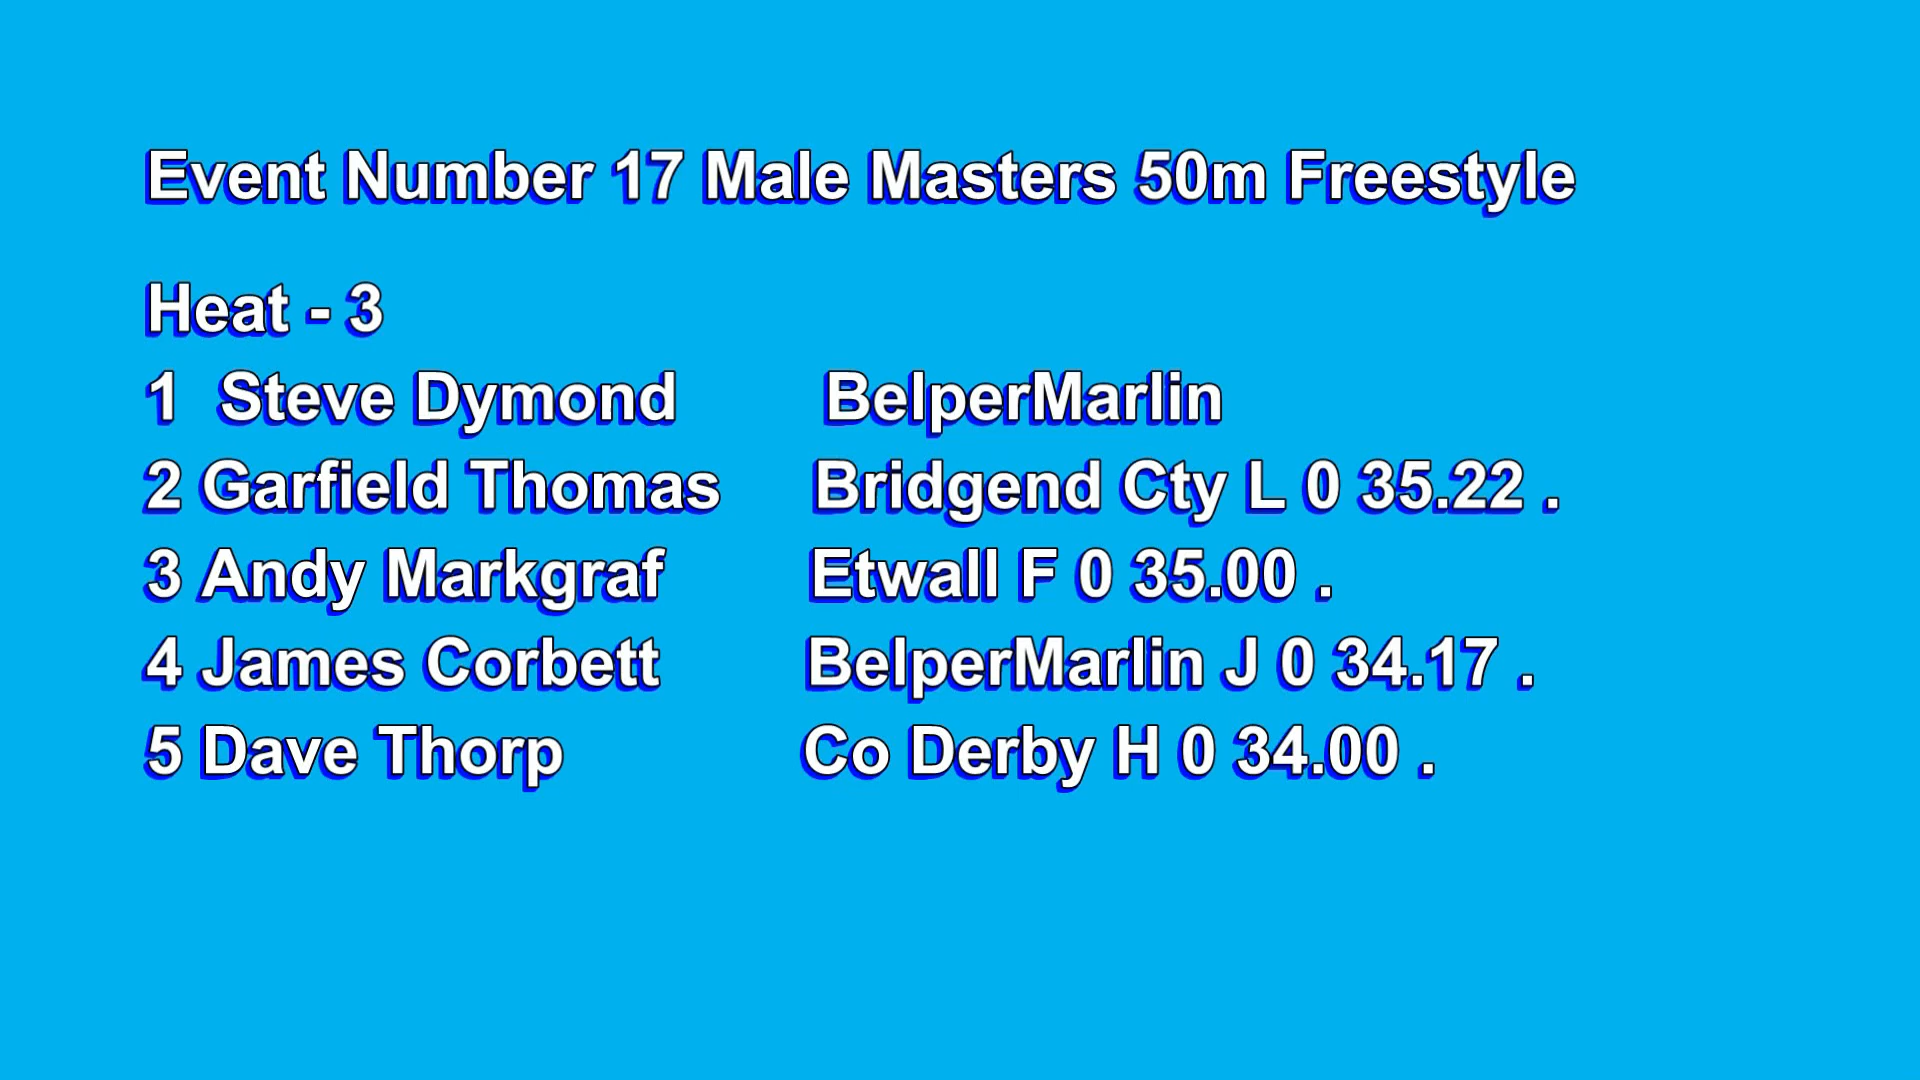 Event Number 17 Male Masters 50m Freestyle
Heat - 3
1 Steve Dymond BelperMarlin
2 Garfield Thomas Bridgend Cty L 0 35.22 .
3 Andy Markgraf Etwall F 0 35.00 .
4 James Corbett BelperMarlin J 0 34.17 .
5 Dave Thorp Co Derby H 0 34.00 .